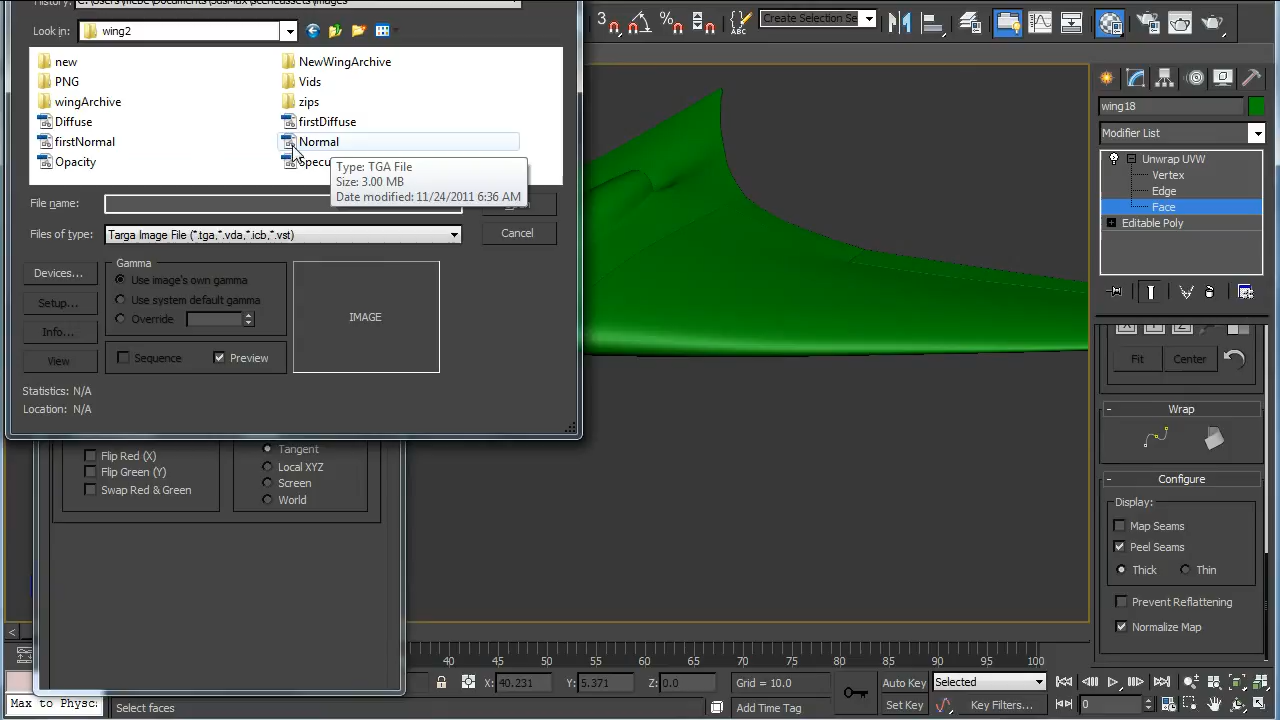 Create Selection Se
Look in: wing2
new
NewWingArchive
PNG
Vids
wingArchive
zips
Diffuse
firstDiffuse
firstNormal
Normal
Opacity
Specu
Type: TGA File
Size: 3.00 MB
Date modified: 11/24/2011 6:36 AM
File name:
Files of type: Targa Image File (*.tga,*.vda,*.icb,*.vst)
Cancel
Devices...
Setup...
Info...
View
Gamma
Use image's own gamma
Use system default gamma
Override
Sequence
Preview
IMAGE
Statistics: N/A
Location: N/A
Flip Red (X)
Flip Green (Y)
Swap Red & Green
Tangent
Local XYZ
Screen
World
wing18
Modifier List
Unwrap UVW
Vertex
Edge
Face
Editable Poly
Fit
Center
Wrap
Configure
Display:
Map Seams
Peel Seams
Thick
Thin
Prevent Reflattening
Normalize Map
40 45 50 55 60 65 70 75 80 85 90 95 100
X: 40.231 Y: 5.371 Z: 0.0
Grid = 10.0
Auto Key
Selected
Max to Physc
Select faces
Add Time Tag
Set Key
Key Filters...
0